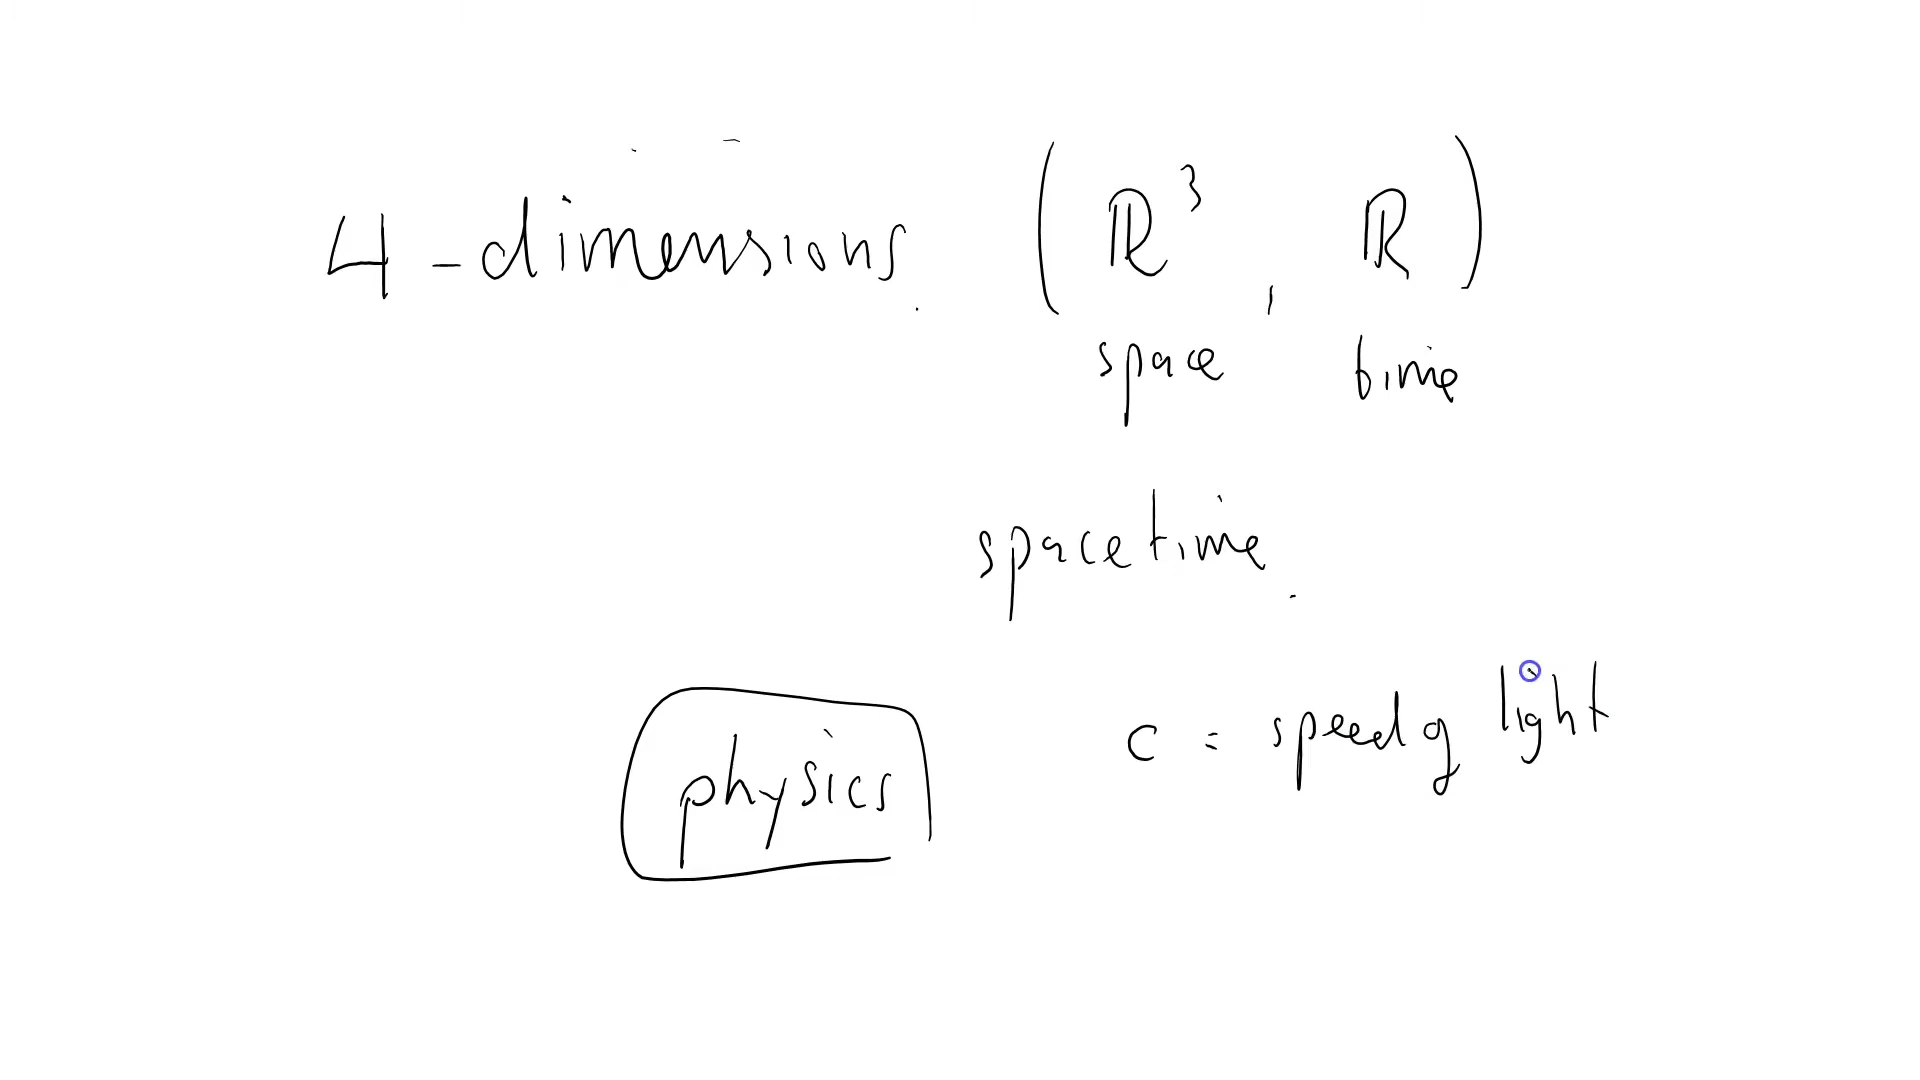 4-dimensions. (ℝ³, ℝ)
space time
spacetime.
c = speed of light
physics